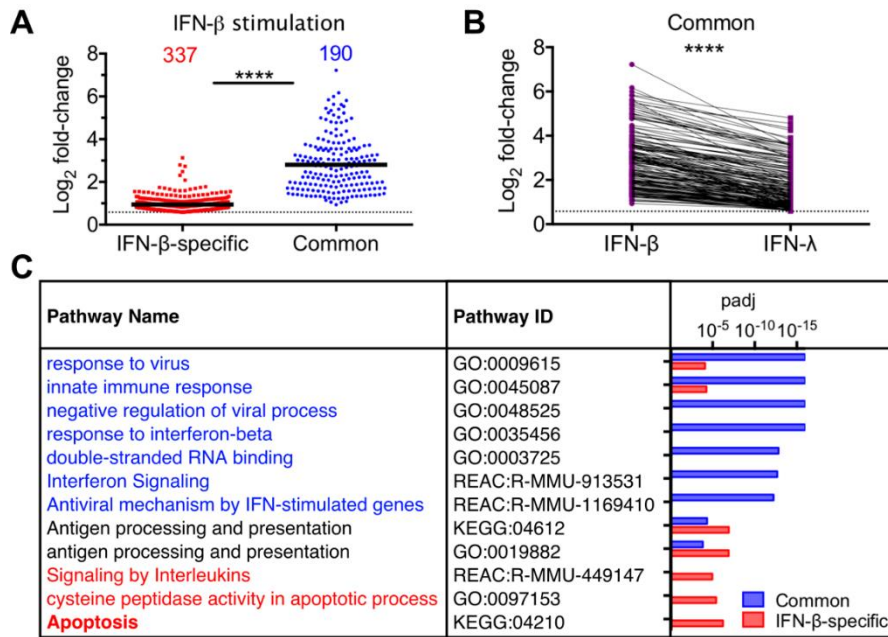 A
IFN-β stimulation
337
190
****
Log2 fold-change
8
6
4
2
0
IFN-β-specific
Common
B
Common
****
Log2 fold-change
8
6
4
2
0
IFN-β
IFN-λ
C
Pathway Name Pathway ID padj
10-5 10-10 10-15
response to virus GO:0009615
innate immune response GO:0045087
negative regulation of viral process GO:0048525
response to interferon-beta GO:0035456
double-stranded RNA binding GO:0003725
Interferon Signaling REAC:R-MMU-913531
Antiviral mechanism by IFN-stimulated genes REAC:R-MMU-1169410
Antigen processing and presentation KEGG:04612
antigen processing and presentation GO:0019882
Signaling by Interleukins REAC:R-MMU-449147
cysteine peptidase activity in apoptotic process GO:0097153
Apoptosis KEGG:04210
Common
IFN-β-specific